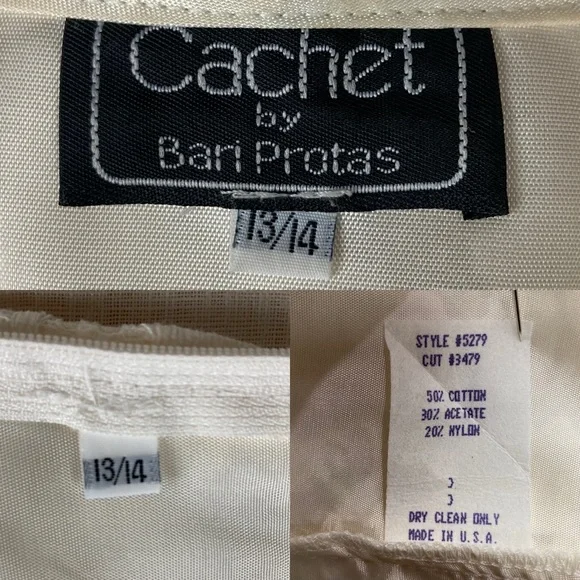 Cachet
by
Bari Protas
13/14
13/14
STYLE #5279
CUT #3479
50% COTTON
30% ACETATE
20% NYLON
}
}
DRY CLEAN ONLY
MADE IN U.S.A.